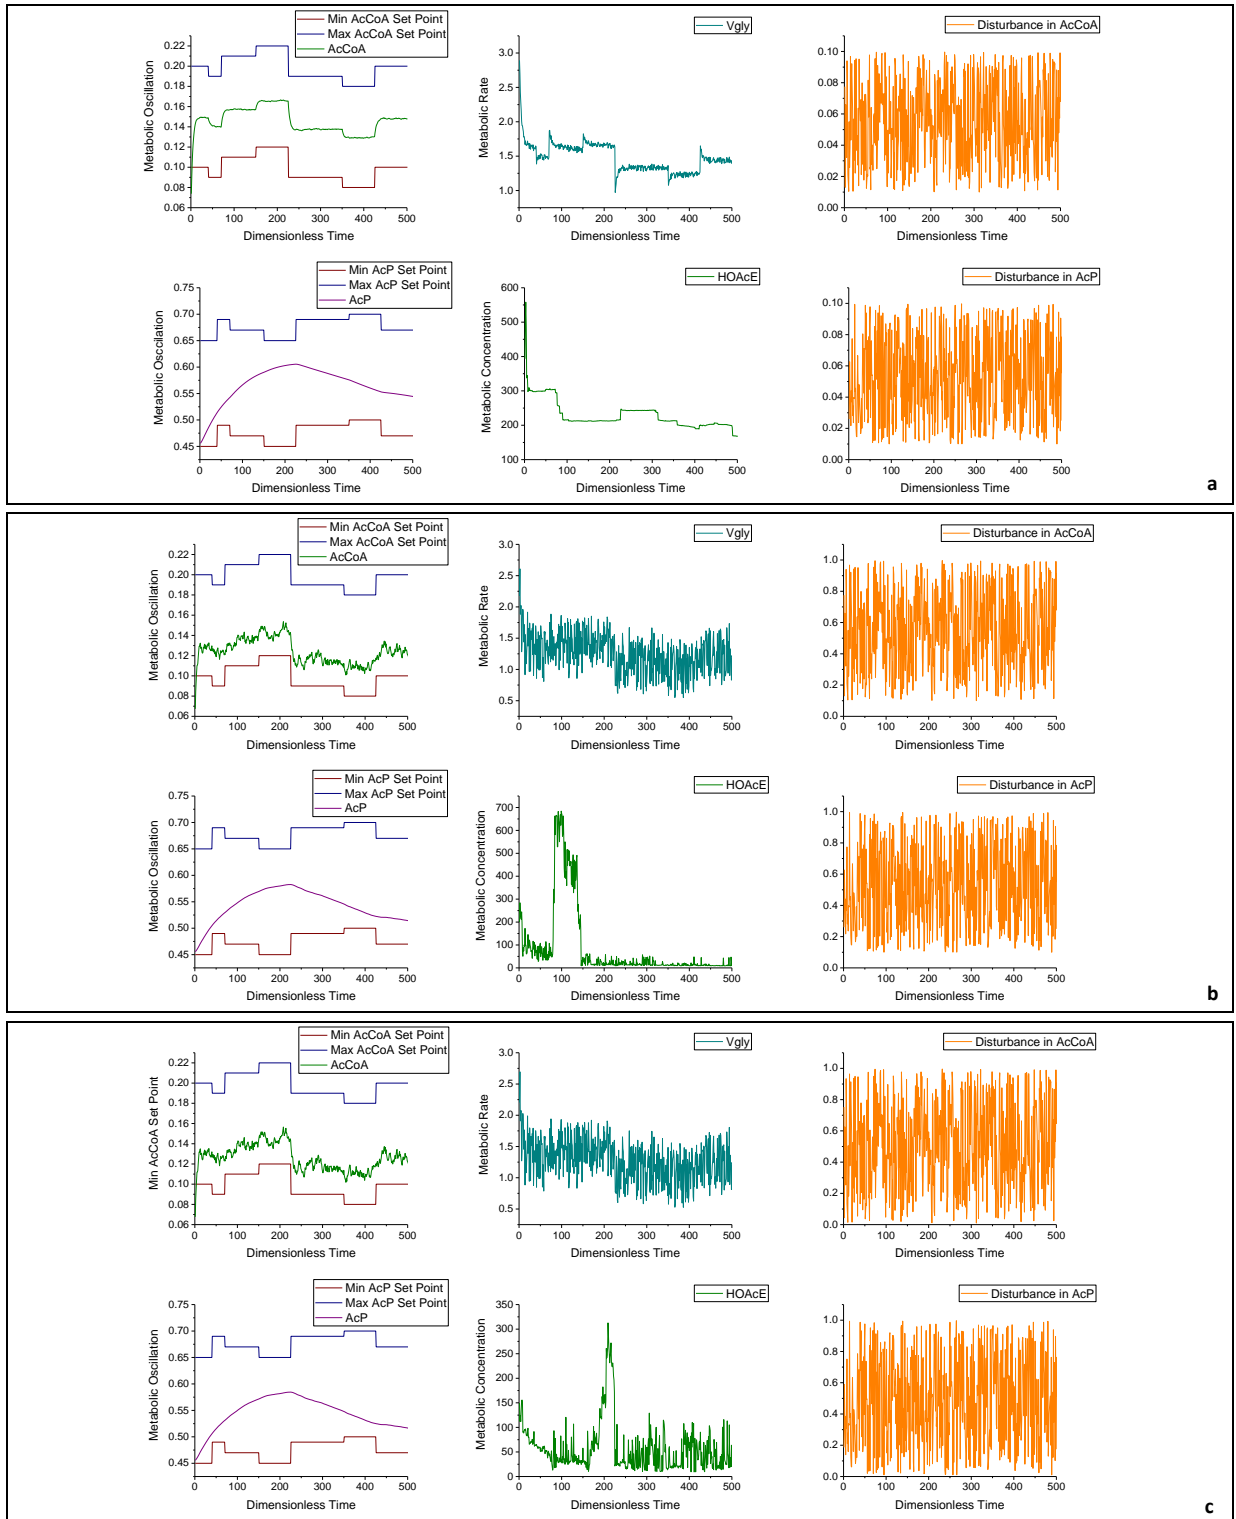 Min AcCoA Set Point
Max AcCoA Set Point
AcCoA
Metabolic Oscillation
0.22
0.20
0.18
0.16
0.14
0.12
0.10
0.08
0.06
0 100 200 300 400 500
Dimensionless Time
Vgly
Metabolic Rate
3.0
2.5
2.0
1.5
1.0
0 100 200 300 400 500
Dimensionless Time
Disturbance in AcCoA
0.10
0.08
0.06
0.04
0.02
0.00
0 100 200 300 400 500
Dimensionless Time
Min AcP Set Point
Max AcP Set Point
AcP
Metabolic Osccilation
0.75
0.70
0.65
0.60
0.55
0.50
0.45
0 100 200 300 400 500
Dimensionless Time
HOAcE
Metabolic Concentration
600
500
400
300
200
100
0 100 200 300 400 500
Dimensionless Time
Disturbance in AcP
0.10
0.08
0.06
0.04
0.02
0.00
0 100 200 300 400 500
Dimensionless Time
a
Min AcCoA Set Point
Max AcCoA Set Point
AcCoA
Metabolic Oscillation
0.22
0.20
0.18
0.16
0.14
0.12
0.10
0.08
0.06
0 100 200 300 400 500
Dimensionless Time
Vgly
Metabolic Rate
3.0
2.5
2.0
1.5
1.0
0.5
0 100 200 300 400 500
Dimensionless Time
Disturbance in AcCoA
1.0
0.8
0.6
0.4
0.2
0.0
0 100 200 300 400 500
Dimensionless Time
Min AcP Set Point
Max AcP Set Point
AcP
Metabolic Oscillation
0.75
0.70
0.65
0.60
0.55
0.50
0.45
0 100 200 300 400 500
Dimensionless Time
HOAcE
Metabolic Concentration
700
600
500
400
300
200
100
0
0 100 200 300 400 500
Dimensionless Time
Disturbance in AcP
1.0
0.8
0.6
0.4
0.2
0.0
0 100 200 300 400 500
Dimensionless Time
b
Min AcCoA Set Point
Max AcCoA Set Point
AcCoA
Min AcCoA Set Point
0.22
0.20
0.18
0.16
0.14
0.12
0.10
0.08
0.06
0 100 200 300 400 500
Dimensionless Time
Vgly
Metabolic Rate
3.0
2.5
2.0
1.5
1.0
0.5
0 100 200 300 400 500
Dimensionless Time
Disturbance in AcCoA
1.0
0.8
0.6
0.4
0.2
0.0
0 100 200 300 400 500
Dimensionless Time
Min AcP Set Point
Max AcP Set Point
AcP
Metabolic Oscillation
0.75
0.70
0.65
0.60
0.55
0.50
0.45
0 100 200 300 400 500
Dimensionless Time
HOAcE
Metabolic Concentration
350
300
250
200
150
100
50
0
0 100 200 300 400 500
Dimensionless Time
Disturbance in AcP
1.0
0.8
0.6
0.4
0.2
0.0
0 100 200 300 400 500
Dimensionless Time
c